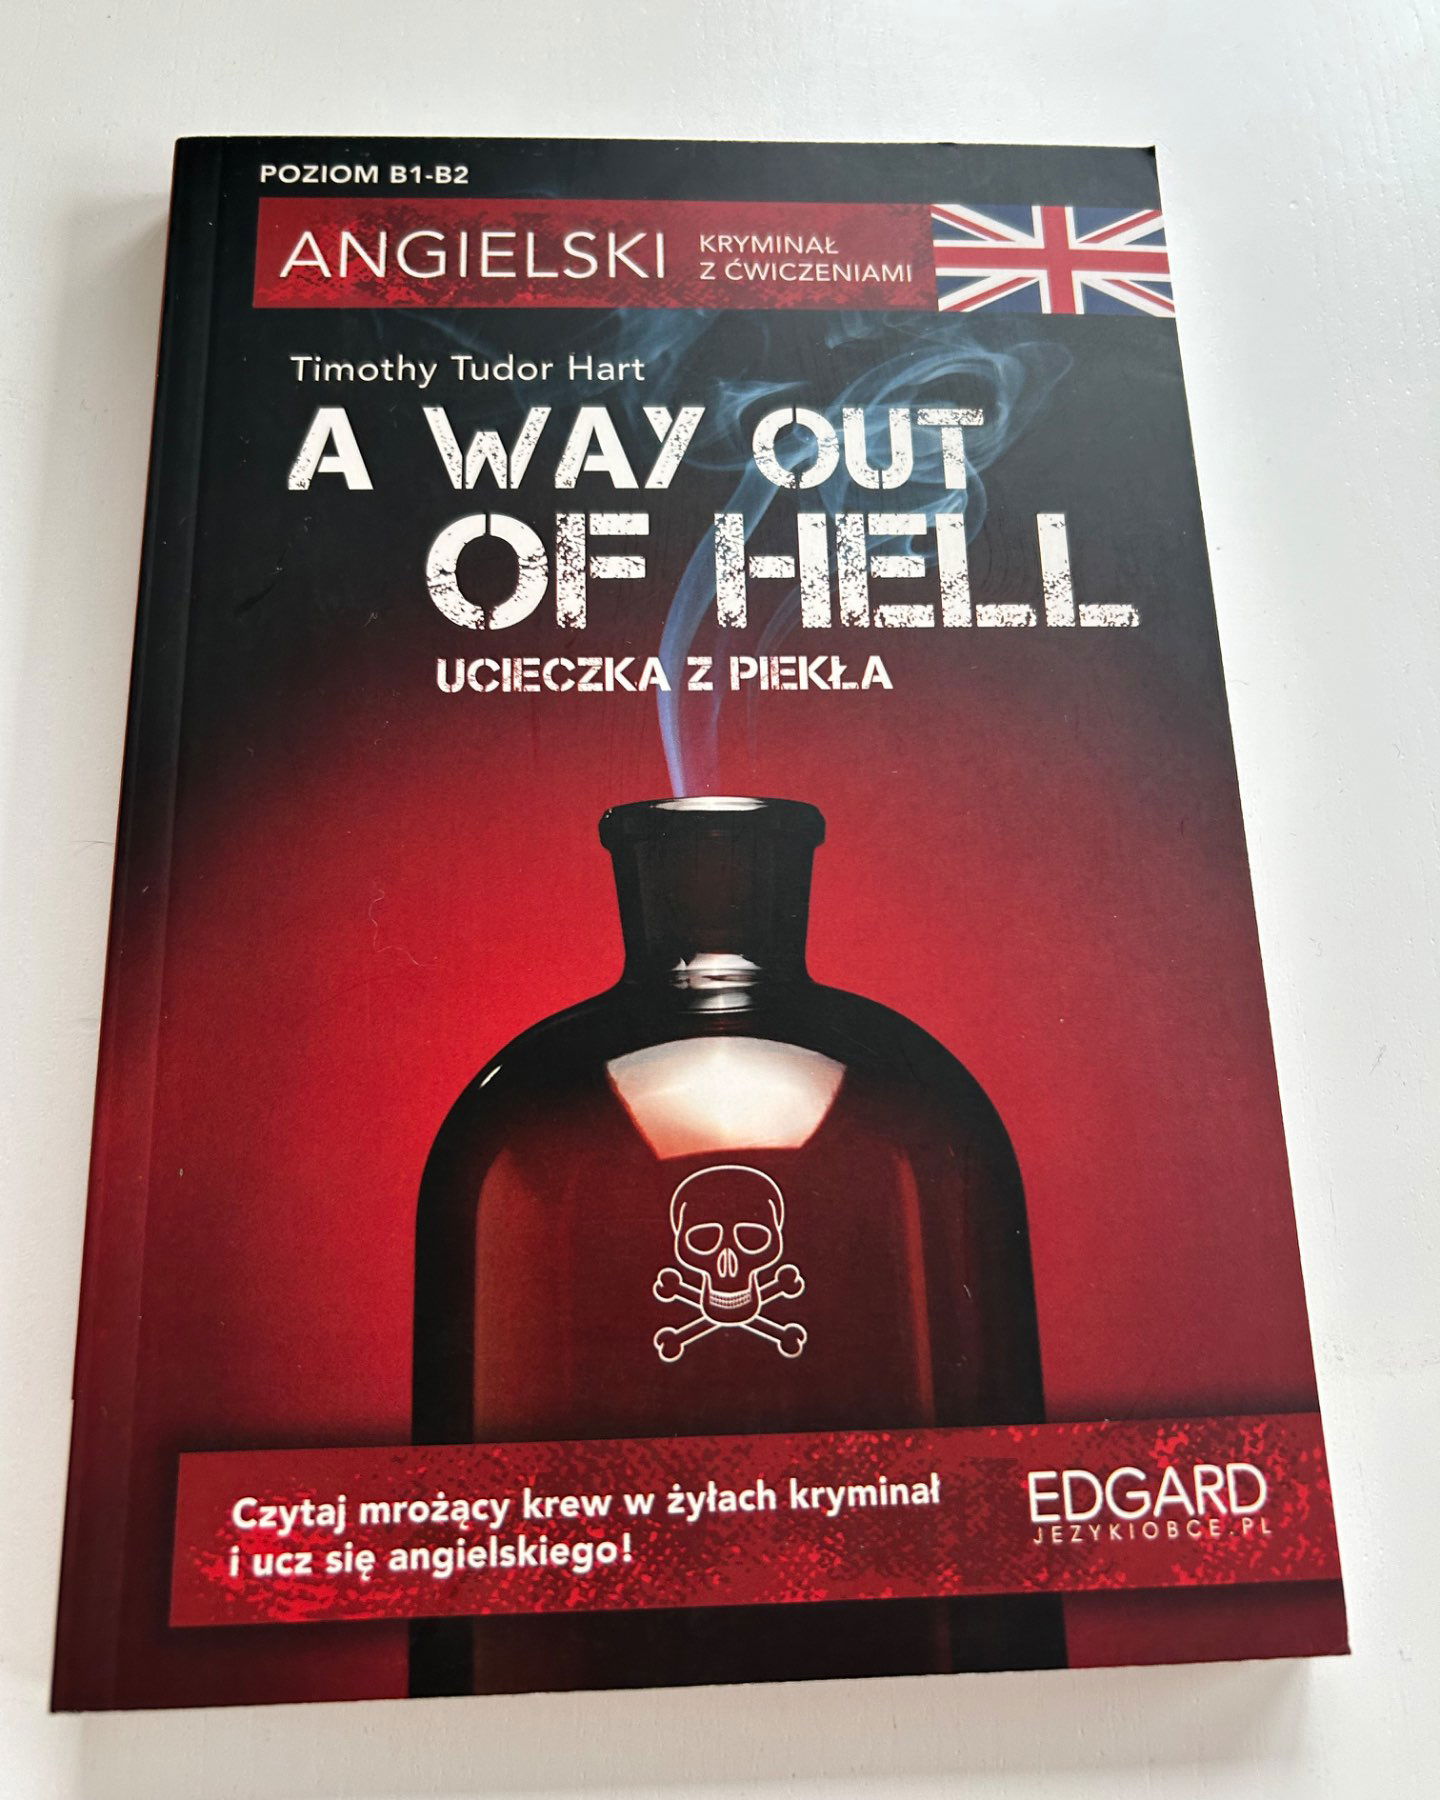 POZIOM B1-B2
ANGIELSKI
KRYMINAŁ
Z ĆWICZENIAMI
Timothy Tudor Hart
A WAY OUT
OF HELL
UCIECZKA Z PIEKŁA
Czytaj mrożący krew w żyłach kryminał
i ucz się angielskiego!
EDGARD
JEZYKIOBCE.PL